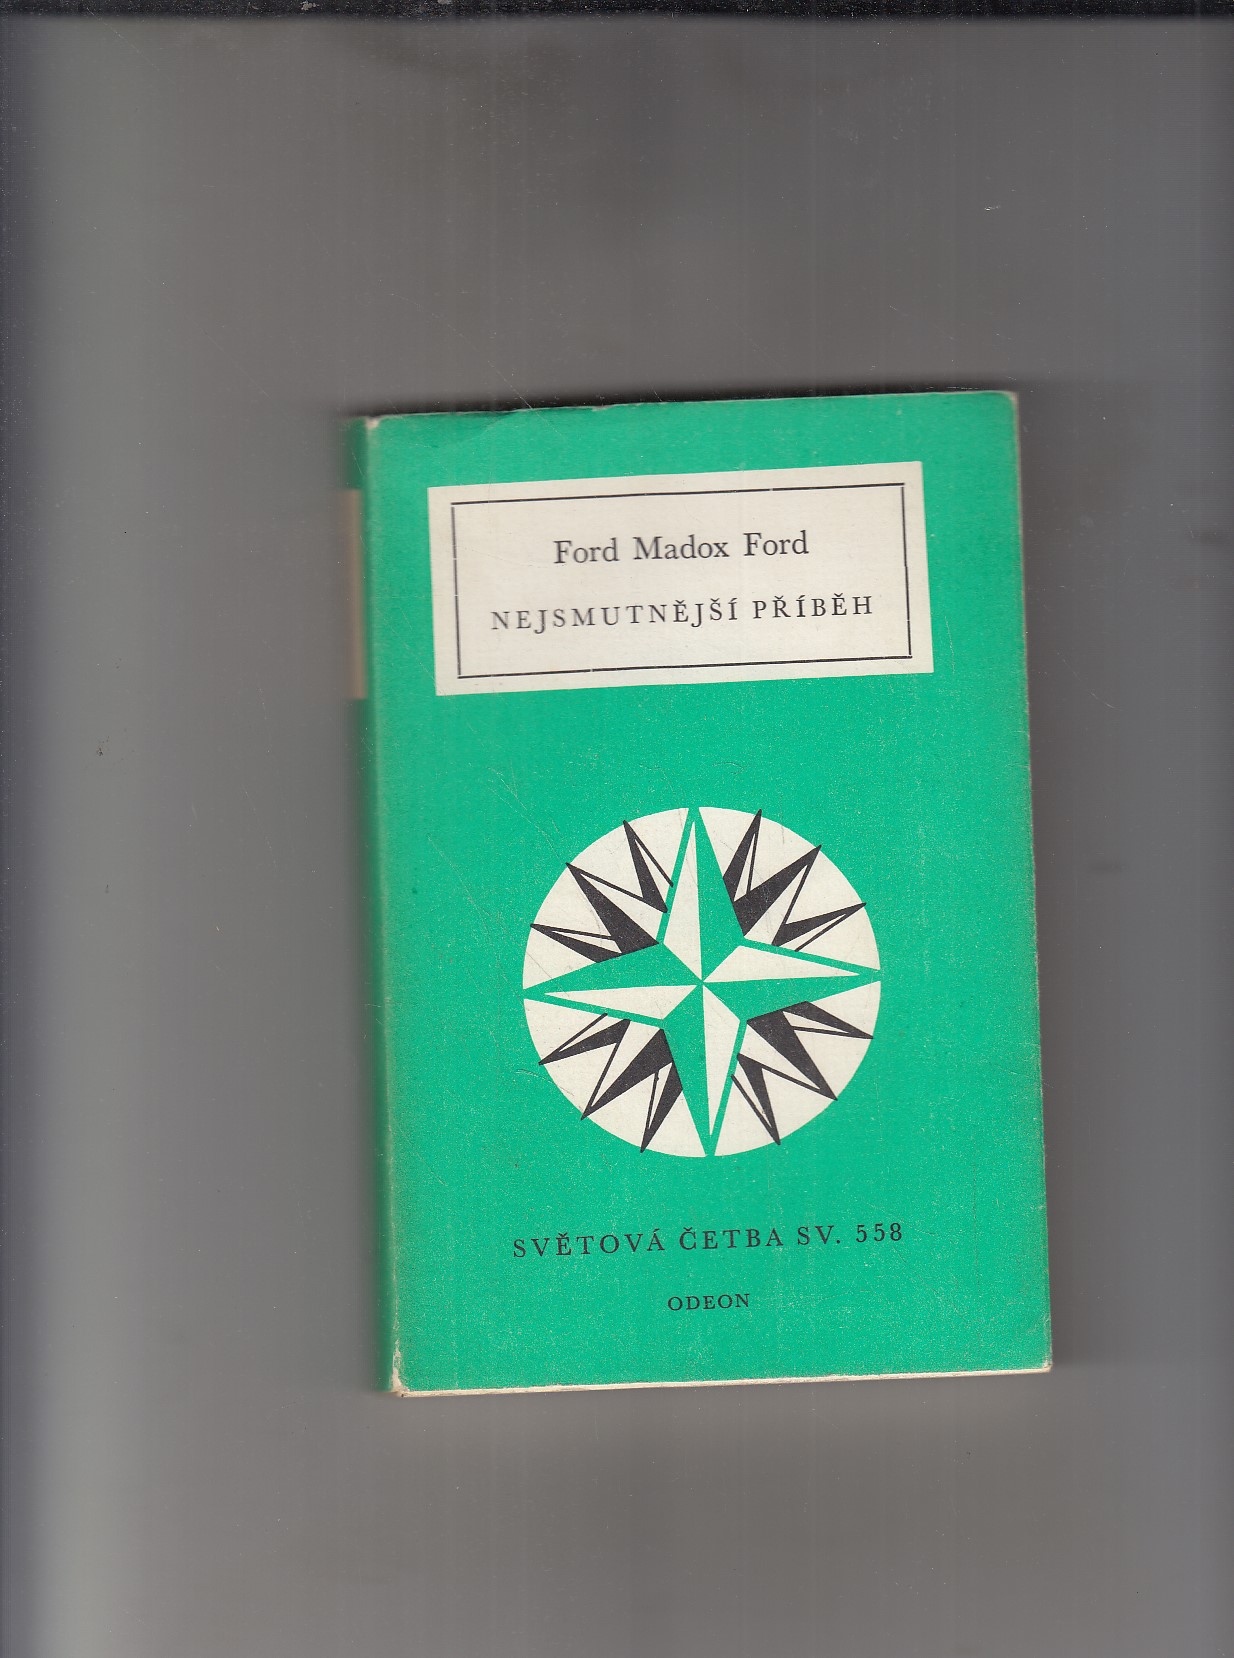 Ford Madox Ford
NEJSMUTNĚJŠÍ PŘÍBĚH
SVĚTOVÁ ČETBA SV. 558
ODEON